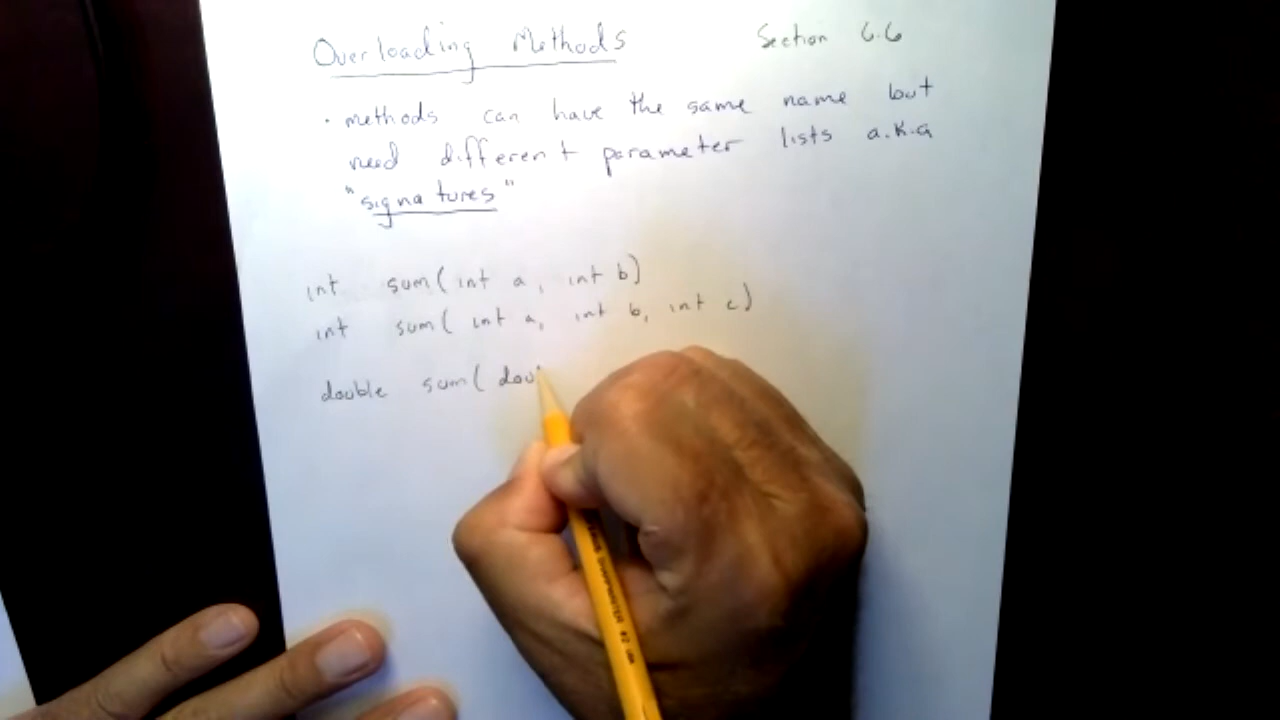 Overloading Methods Section 6.6
• methods can have the same name but
need different parameter lists a.k.a
"signatures"
int sum(int a, int b)
int sum( int a, int b, int c)
double sum( dou